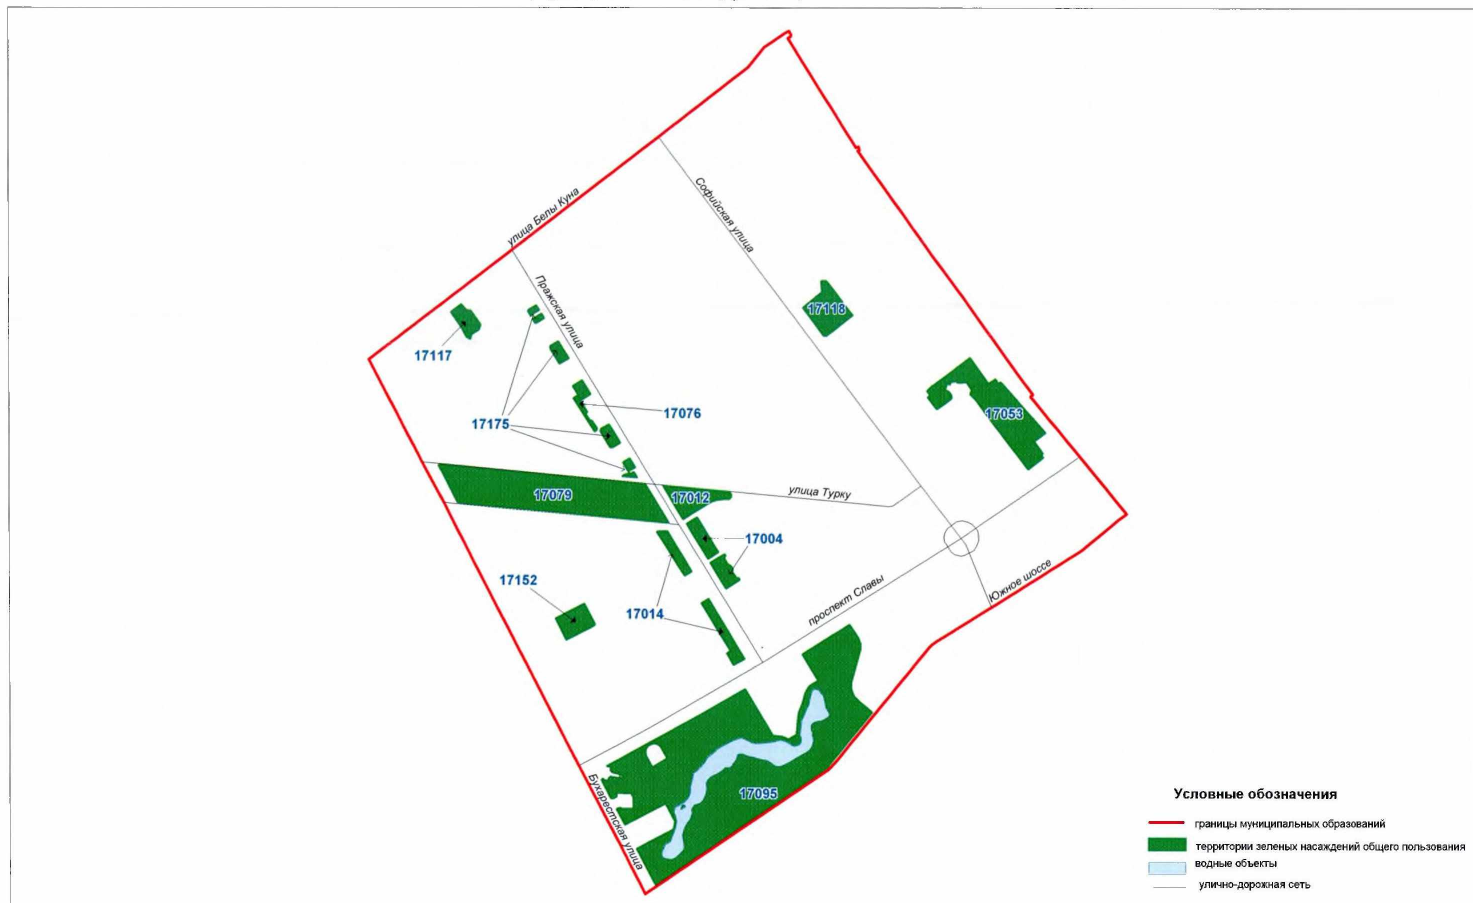 улица Белы Куна
Софийская улица
Пражская улица
17118
17117
17076
17053
17175
17079
17012
улица Турку
17004
17152
17014
проспект Славы
Южное шоссе
17095
Бухарестская улица
Условные обозначения
границы муниципальных образований
территории зеленых насаждений общего пользования
водные объекты
улично-дорожная сеть